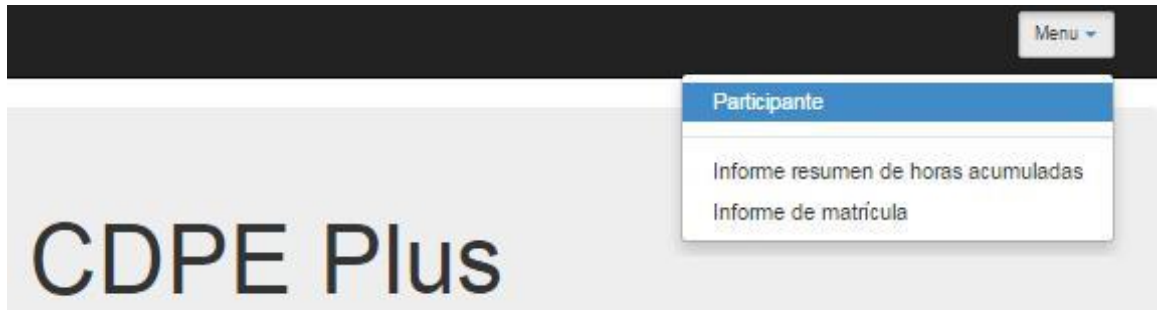 Menu
Participante
Informe resumen de horas acumuladas
Informe de matrícula
CDPE Plus